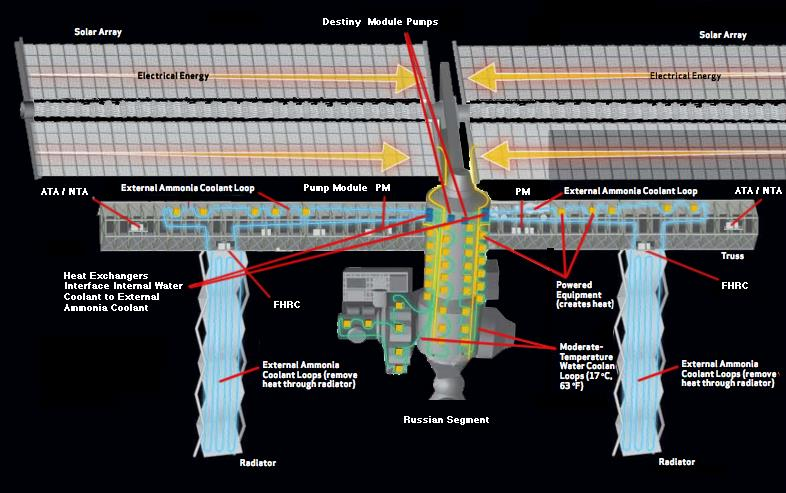 Destiny Module Pumps
Solar Array
Solar Array
Electrical Energy
Electrical Energy
ATA / NTA
External Ammonia Coolant Loop
Pump Module PM
PM
External Ammonia Coolant Loop
ATA / NTA
Truss
Heat Exchangers
Interface Internal Water
Coolant to External
Ammonia Coolant
FHRC
Powered
Equipment
(creates heat)
FHRC
External Ammonia
Coolant Loops (remove
heat through radiator)
Moderate-
Temperature
Water Coolan
Loops (17 °C,
63 °F)
External Ammonia
Coolant Loops (remove
heat through radiator)
Russian Segment
Radiator
Radiator